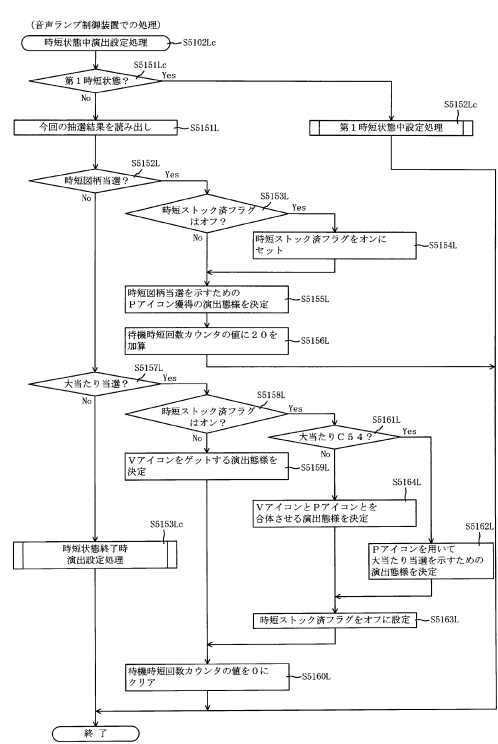 (音声ランプ制御装置での処理)
時短状態中演出設定処理
S5102Lc
S5151Lc
第1時短状態?
Yes
No
S5152Lc
第1時短状態中設定処理
今回の抽選結果を読み出し
S5151L
S5152L
時短図柄当選?
Yes
No
S5153L
時短ストック済フラグ
はオフ?
Yes
No
時短ストック済フラグをオンに
セット
S5154L
時短図柄当選を示すための
Pアイコン獲得の演出態様を決定
S5155L
待機時短回数カウンタの値に20を
加算
S5156L
S5157L
大当たり当選?
Yes
No
S5158L
時短ストック済フラグ
はオン?
Yes
No
S5161L
大当たりC54?
Yes
No
Vアイコンをゲットする演出態様を
決定
S5159L
S5164L
VアイコンとPアイコンとを
合体させる演出態様を決定
S5162L
Pアイコンを用いて
大当たり当選を示すための
演出態様を決定
S5153Lc
時短状態終了時
演出設定処理
時短ストック済フラグをオフに設定
S5163L
待機時短回数カウンタの値を0に
クリア
S5160L
終了